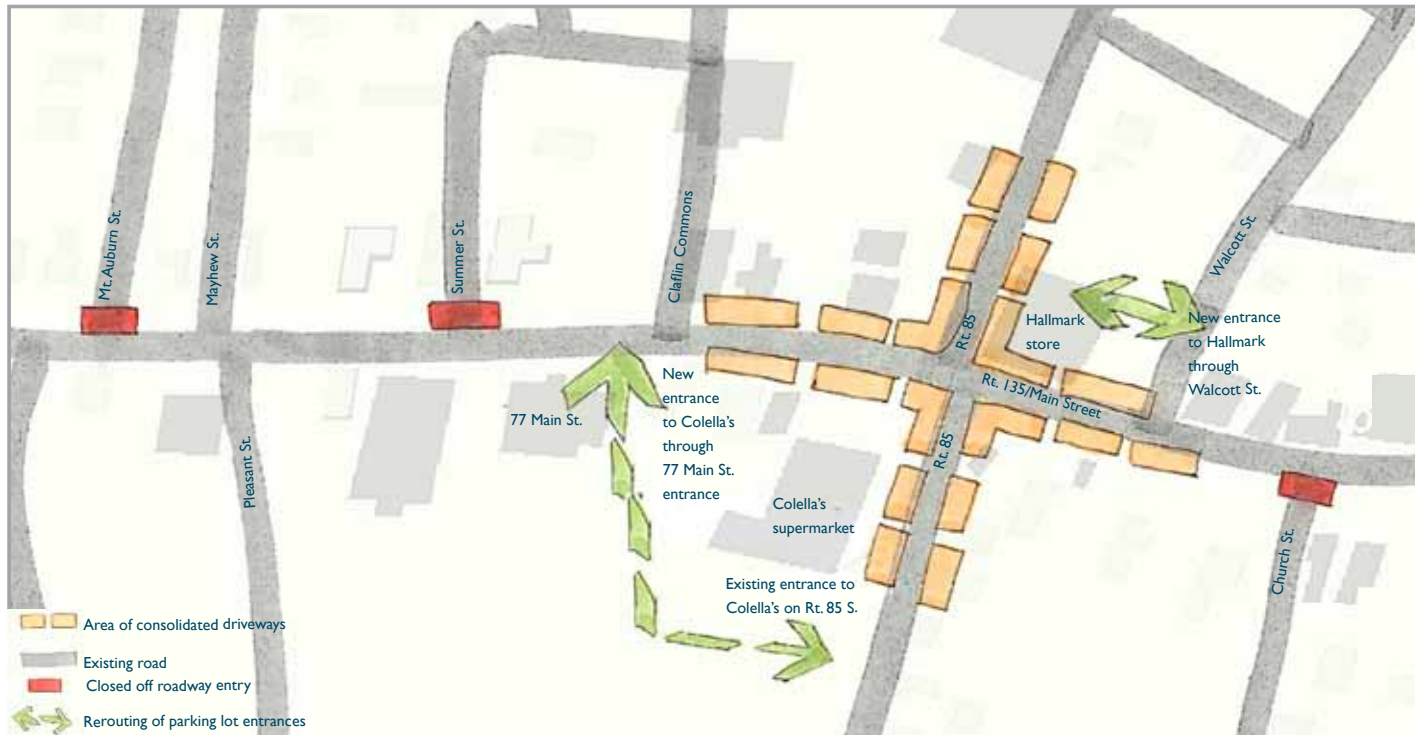 Mt. Auburn St.
Mayhew St.
Summer St.
Claflin Commons
Rt. 85
Walcott St.
Hallmark
store
New entrance
to Hallmark
through
Walcott St.
Rt. 135/Main Street
77 Main St.
New
entrance
to Colella's
through
77 Main St.
entrance
Pleasant St.
Rt. 85
Colella's
supermarket
Existing entrance to
Colella's on Rt. 85 S.
Church St.
Area of consolidated driveways
Existing road
Closed off roadway entry
Rerouting of parking lot entrances